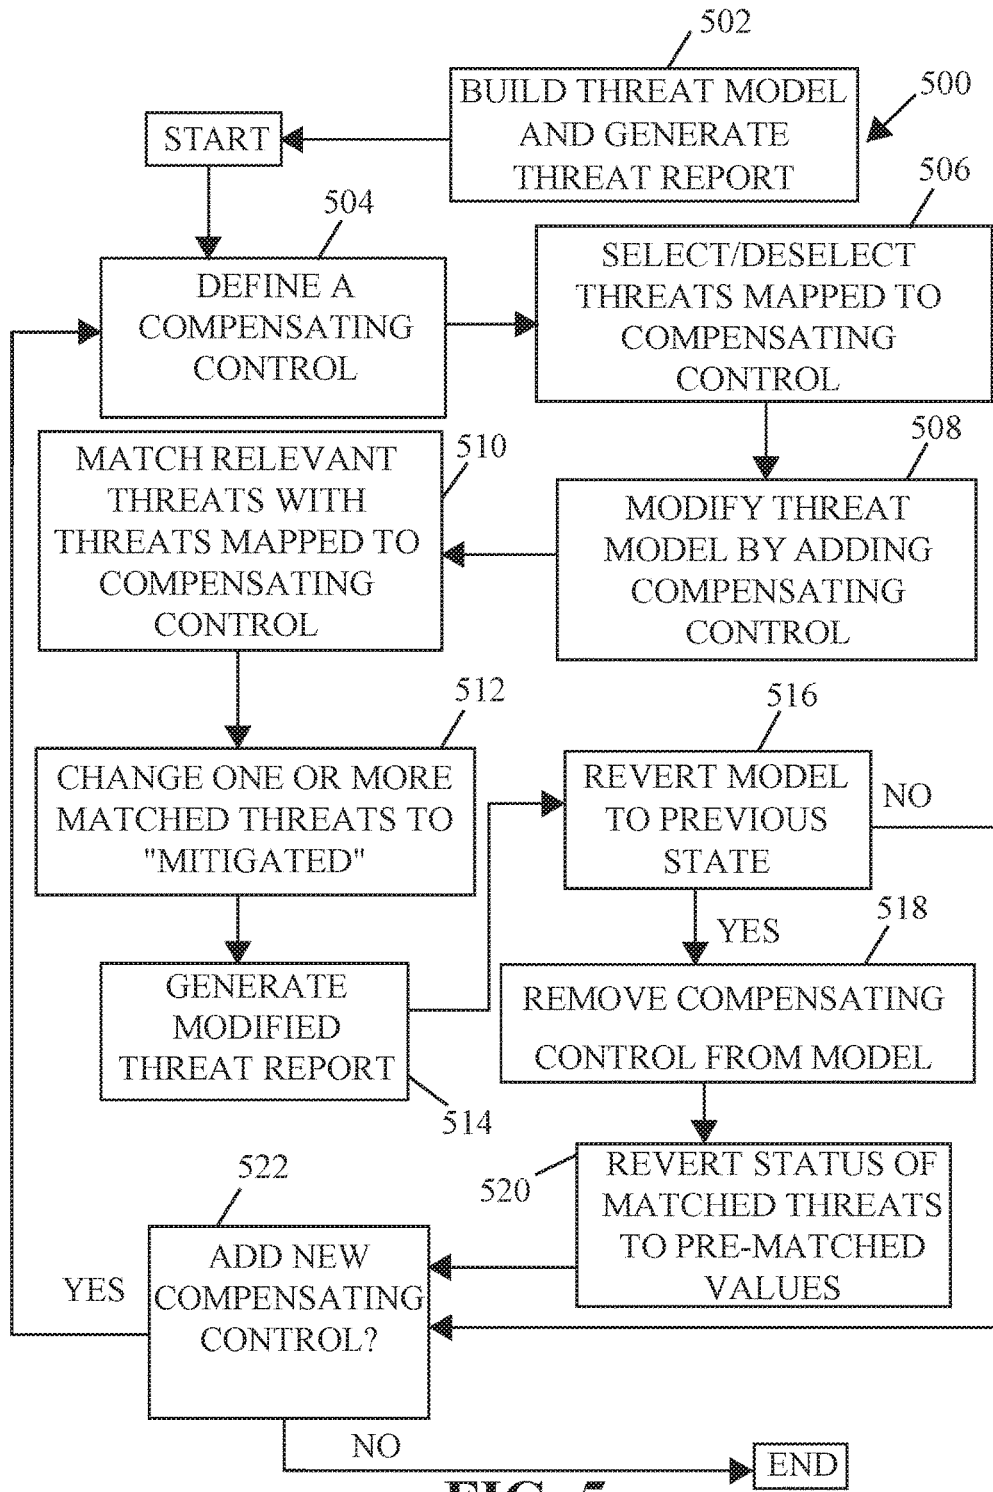 502
BUILD THREAT MODEL
AND GENERATE
THREAT REPORT
500
START
504
DEFINE A
COMPENSATING
CONTROL
506
SELECT/DESELECT
THREATS MAPPED TO
COMPENSATING
CONTROL
508
MODIFY THREAT
MODEL BY ADDING
COMPENSATING
CONTROL
510
MATCH RELEVANT
THREATS WITH
THREATS MAPPED TO
COMPENSATING
CONTROL
512
CHANGE ONE OR MORE
MATCHED THREATS TO
"MITIGATED"
GENERATE
MODIFIED
THREAT REPORT
514
516
REVERT MODEL
TO PREVIOUS
STATE
NO
YES
518
REMOVE COMPENSATING
CONTROL FROM MODEL
520
REVERT STATUS OF
MATCHED THREATS
TO PRE-MATCHED
VALUES
522
ADD NEW
COMPENSATING
CONTROL?
YES
NO
END
FIG. 5